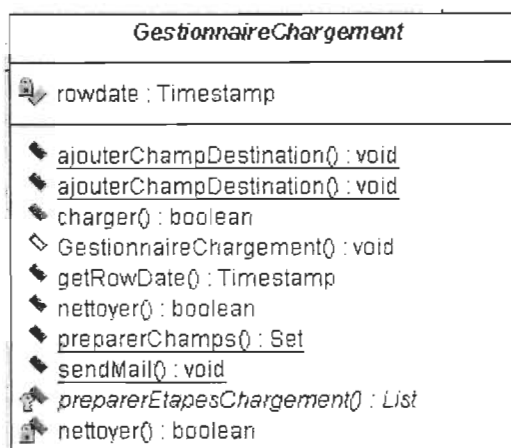 GestionnaireChargement
rowdate : Timestamp
ajouterChampDestination() : void
ajouterChampDestination() : void
charger() : boolean
GestionnaireChargement() : void
getRowDate() : Timestamp
nettoyer() : boolean
preparerChamps() : Set
sendMail() : void
preparerEtapesChargement() : List
nettoyer() : boolean